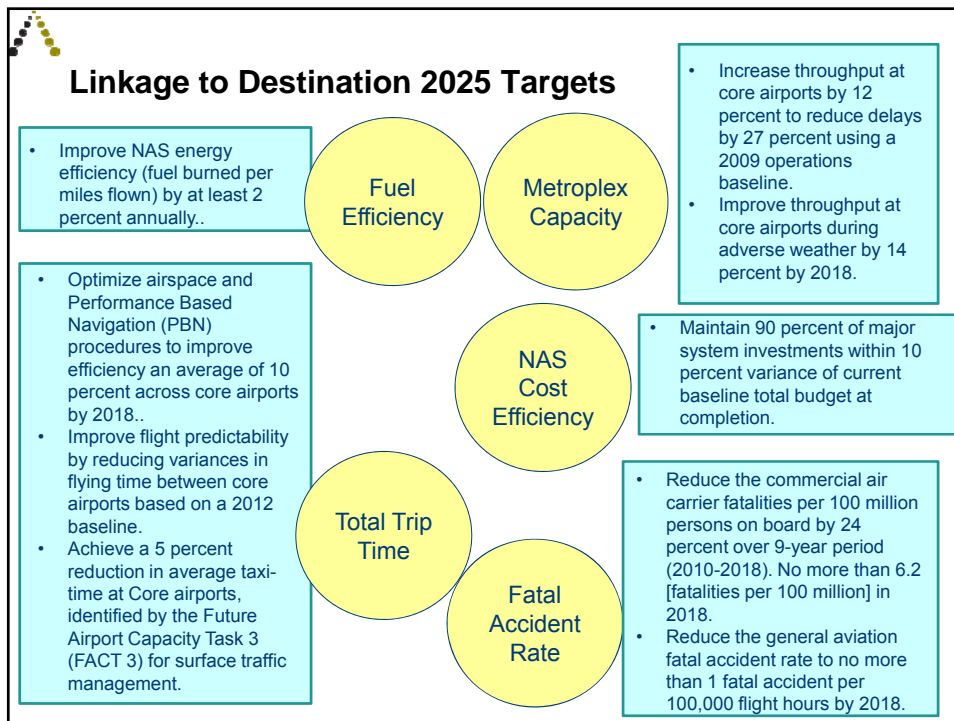 Linkage to Destination 2025 Targets
• Improve NAS energy
efficiency (fuel burned per
miles flown) by at least 2
percent annually..
Fuel
Efficiency
Metroplex
Capacity
• Increase throughput at
core airports by 12
percent to reduce delays
by 27 percent using a
2009 operations
baseline.
• Improve throughput at
core airports during
adverse weather by 14
percent by 2018.
• Optimize airspace and
Performance Based
Navigation (PBN)
procedures to improve
efficiency an average of 10
percent across core airports
by 2018..
• Improve flight predictability
by reducing variances in
flying time between core
airports based on a 2012
baseline.
• Achieve a 5 percent
reduction in average taxi-
time at Core airports,
identified by the Future
Airport Capacity Task 3
(FACT 3) for surface traffic
management.
NAS
Cost
Efficiency
• Maintain 90 percent of major
system investments within 10
percent variance of current
baseline total budget at
completion.
Total Trip
Time
Fatal
Accident
Rate
• Reduce the commercial air
carrier fatalities per 100 million
persons on board by 24
percent over 9-year period
(2010-2018). No more than 6.2
[fatalities per 100 million] in
2018.
• Reduce the general aviation
fatal accident rate to no more
than 1 fatal accident per
100,000 flight hours by 2018.